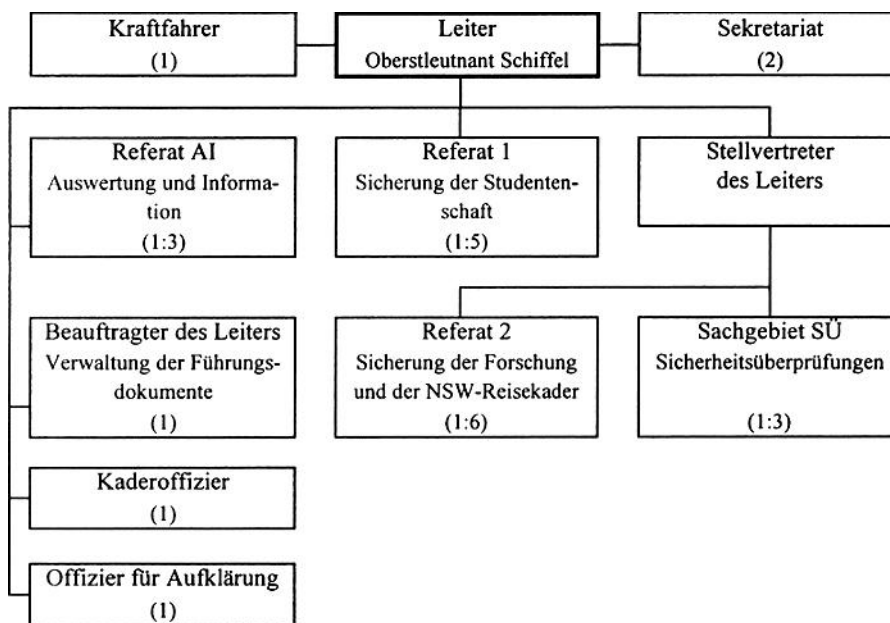 Kraftfahrer
(1)
Leiter
Oberstleutnant Schiffel
Sekretariat
(2)
Referat AI
Auswertung und Informa-
tion
(1:3)
Referat 1
Sicherung der Studenten-
schaft
(1:5)
Stellvertreter
des Leiters
Beauftragter des Leiters
Verwaltung der Führungs-
dokumente
(1)
Referat 2
Sicherung der Forschung
und der NSW-Reisekader
(1:6)
Sachgebiet SÜ
Sicherheitsüberprüfungen
(1:3)
Kaderoffizier
(1)
Offizier für Aufklärung
(1)